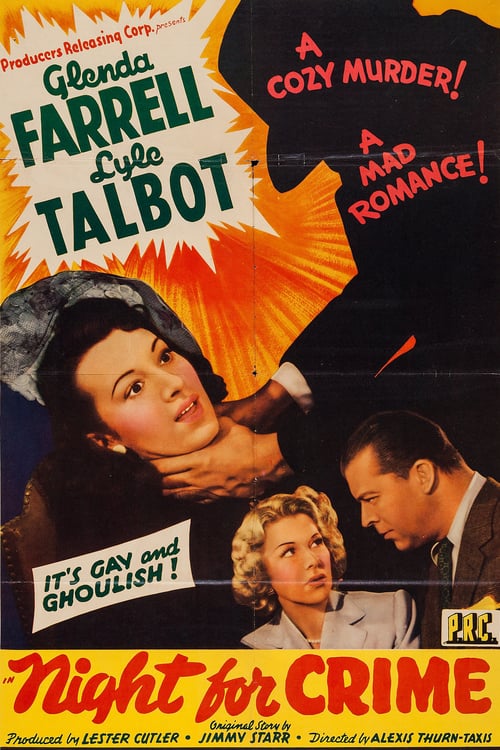 Producers Releasing Corp. presents
Glenda
FARRELL
Lyle
TALBOT
A
COZY MURDER!
A
MAD
ROMANCE!
IT'S GAY and
GHOULISH!
P.R.C.
IN Night for CRIME
Produced by LESTER CUTLER • Original Story by JIMMY STARR • Directed by ALEXIS THURN-TAXIS